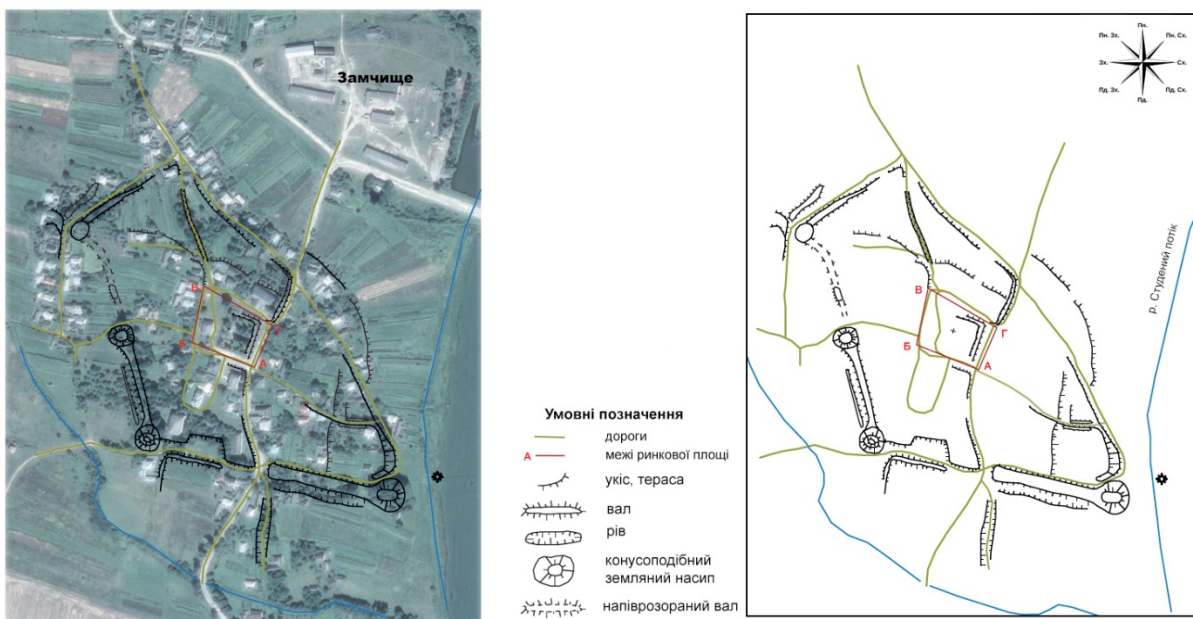 Замчище
В
Г
Б
А
Умовні позначення
дороги
А
межі ринкової площі
укіс, тераса
вал
рів
конусоподібний
земляний насип
напіврозораний вал
Пн.
Пн. Зх.
Пн. Сх.
Зх.
Сх.
Пд. Зх.
Пд. Сх.
Пд.
р. Студений потік
В
Г
Б
А